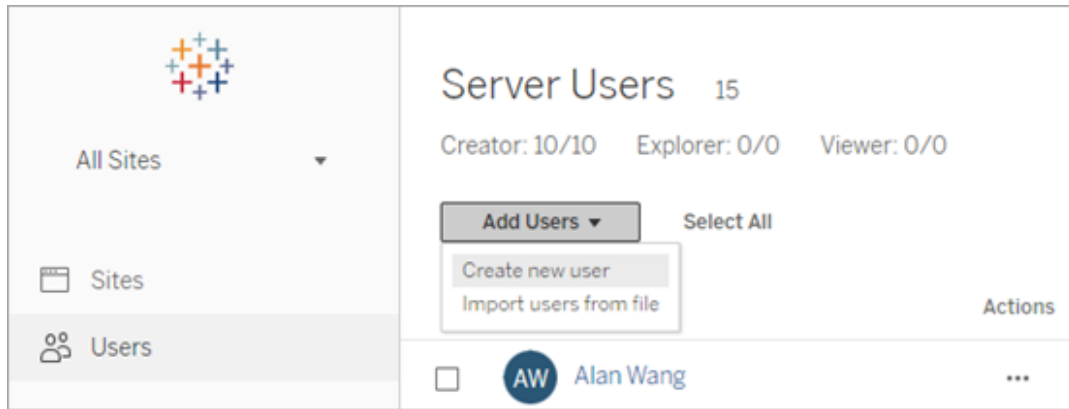 All Sites
Sites
Users
Server Users 15
Creator: 10/10 Explorer: 0/0 Viewer: 0/0
Add Users Select All
Create new user
Import users from file
Actions
AW Alan Wang